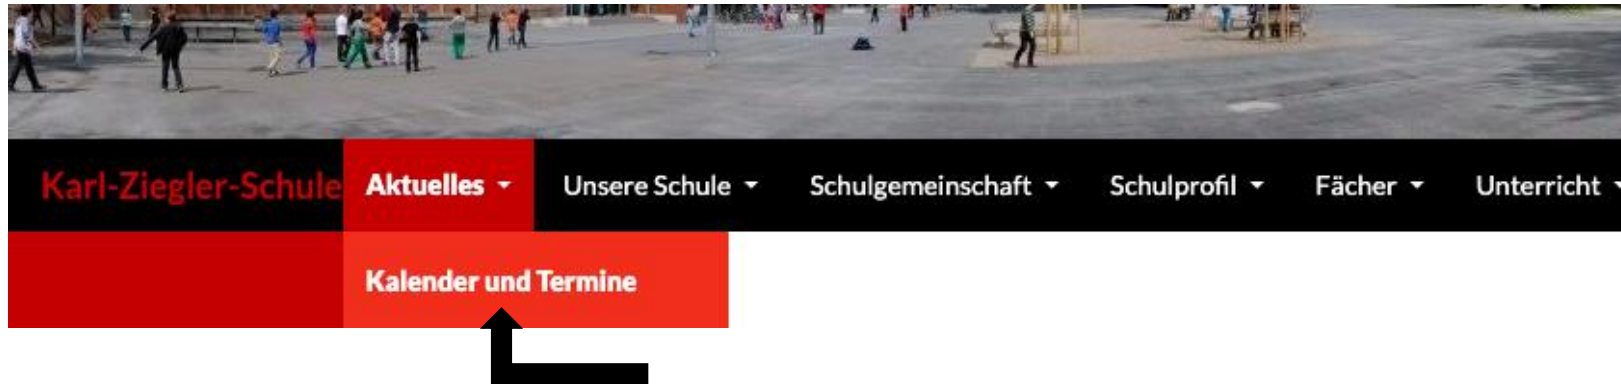 Karl-Ziegler-Schule Aktuelles Unsere Schule Schulgemeinschaft Schulprofil Fächer Unterricht
Kalender und Termine